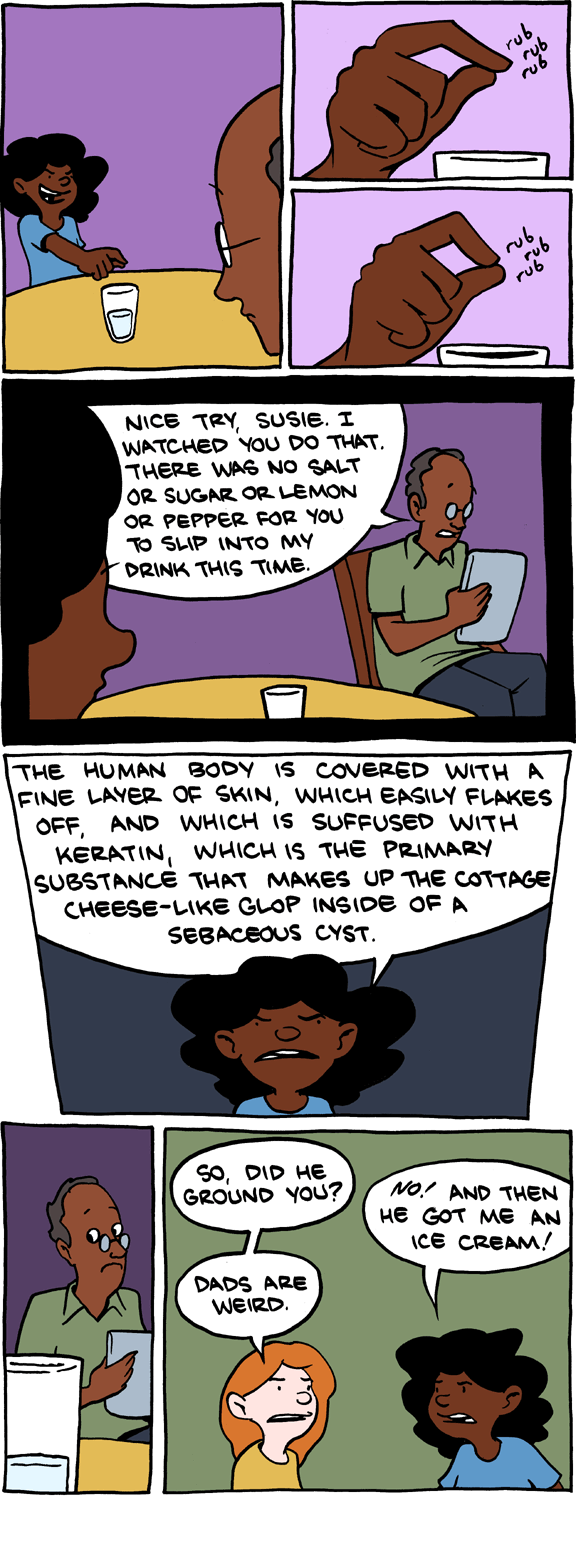 rub
rub
rub
rub
rub
rub
NICE TRY, SUSIE. I
WATCHED YOU DO THAT.
THERE WAS NO SALT
OR SUGAR OR LEMON
OR PEPPER FOR YOU
TO SLIP INTO MY
DRINK THIS TIME.
THE HUMAN BODY IS COVERED WITH A
FINE LAYER OF SKIN, WHICH EASILY FLAKES
OFF, AND WHICH IS SUFFUSED WITH
KERATIN, WHICH IS THE PRIMARY
SUBSTANCE THAT MAKES UP THE COTTAGE
CHEESE-LIKE GLOP INSIDE OF A
SEBACEOUS CYST.
SO, DID HE
GROUND YOU?
NO! AND THEN
HE GOT ME AN
ICE CREAM!
DADS ARE
WEIRD.